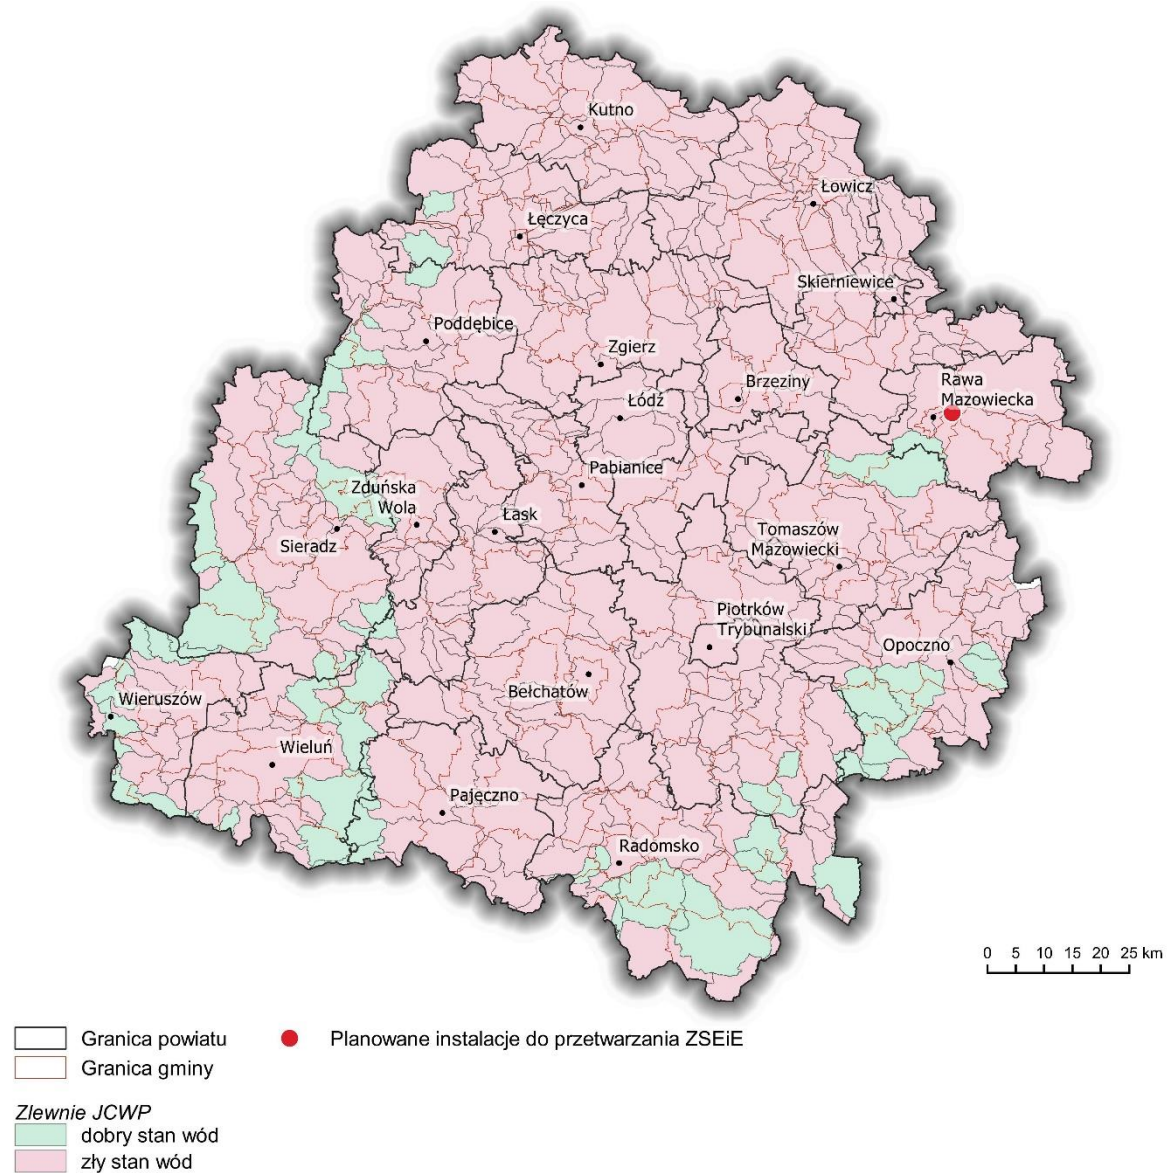 Kutno
Łowicz
Łęczyca
Skierniewice
Poddębice
Zgierz
Rawa
Mazowiecka
Brzeziny
Łódź
Pabianice
Zduńska
Wola
Łask
Sieradz
Tomaszów
Mazowiecki
Piotrków
Trybunalski
Opoczno
Bełchatów
Wieruszów
Wieluń
Pajęczno
Radomsko
0 5 10 15 20 25 km
Granica powiatu
Planowane instalacje do przetwarzania ZSEiE
Granica gminy
Zlewnie JCWP
dobry stan wód
zły stan wód